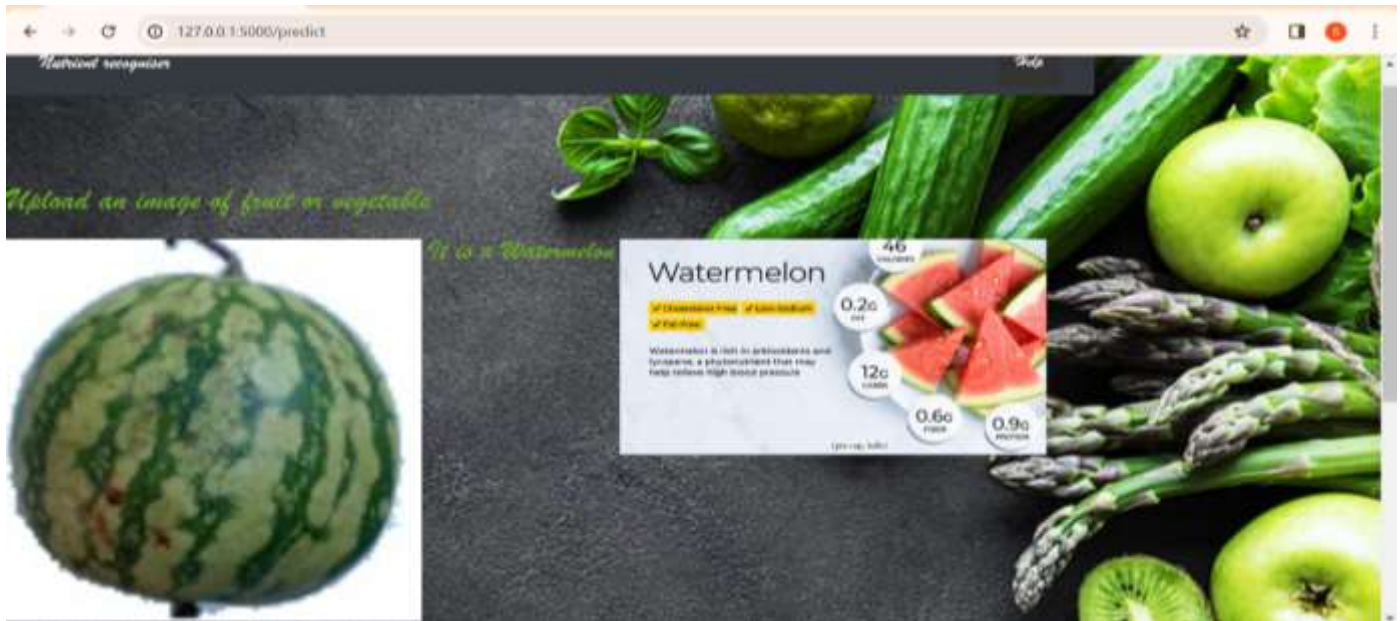 127.0.0.1:5000/predict
Nutrient recogniser
Help
Upload an image of fruit or vegetable
It is a Watermelon
Watermelon
46
CALORIES
✓ Cholesterol Free ✓ Low Sodium
✓ Fat-Free
0.2G
FAT
Watermelon is rich in antioxidants and
lycopene, a phytonutrient that may
help relieve high blood pressure
12G
CARBS
0.6G
FIBER
0.9G
PROTEIN